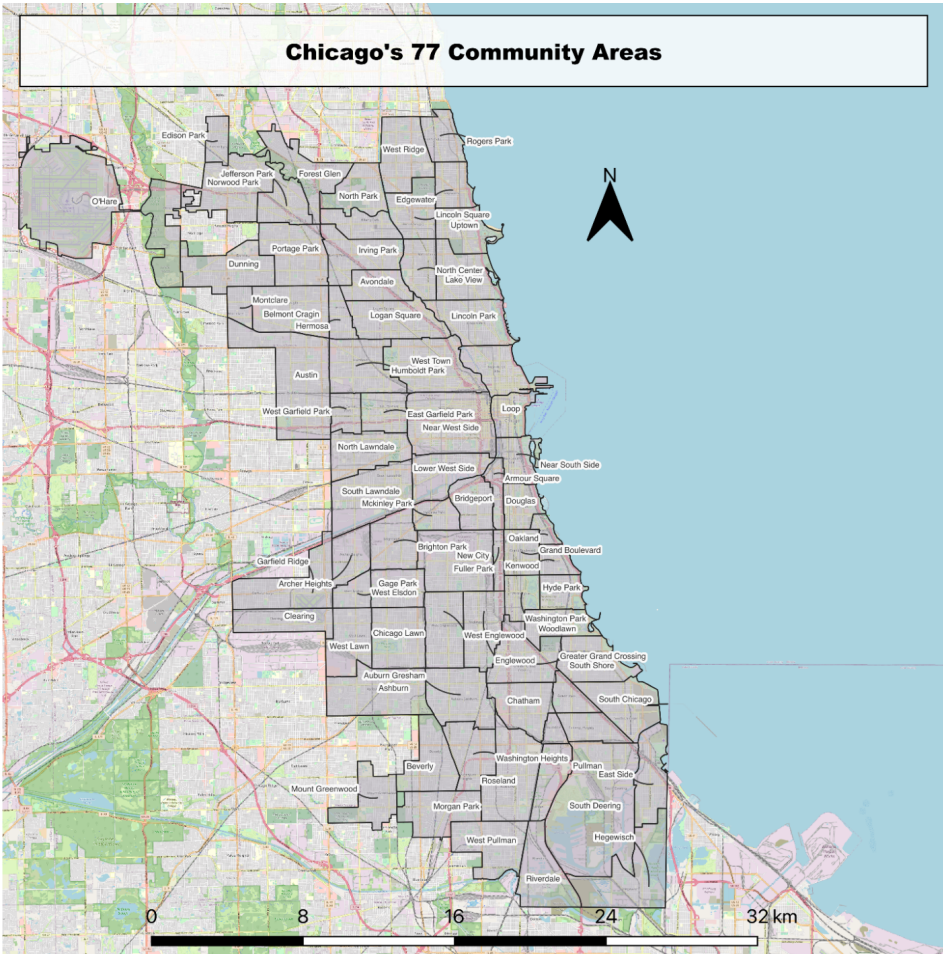 Chicago's 77 Community Areas
Edison Park
Rogers Park
West Ridge
Jefferson Park
Forest Glen
Norwood Park
North Park
Edgewater
O'Hare
N
Lincoln Square
Uptown
Portage Park
Irving Park
Dunning
North Center
Lake View
Avondale
Montclare
Belmont Cragin
Logan Square
Lincoln Park
Hermosa
West Town
Humboldt Park
Austin
West Garfield Park
East Garfield Park
Loop
Near West Side
North Lawndale
Lower West Side
Near South Side
Armour Square
South Lawndale
Mckinley Park
Bridgeport
Douglas
Oakland
Brighton Park
Grand Boulevard
New City
Garfield Ridge
Fuller Park
Kenwood
Archer Heights
Gage Park
West Elsdon
Hyde Park
Clearing
Washington Park
Woodlawn
Chicago Lawn
West Englewood
West Lawn
Englewood
Greater Grand Crossing
South Shore
Auburn Gresham
Ashburn
Chatham
South Chicago
Washington Heights
Beverly
Pullman
East Side
Roseland
Mount Greenwood
Morgan Park
South Deering
West Pullman
Hegewisch
Riverdale
0 8 16 24 32 km